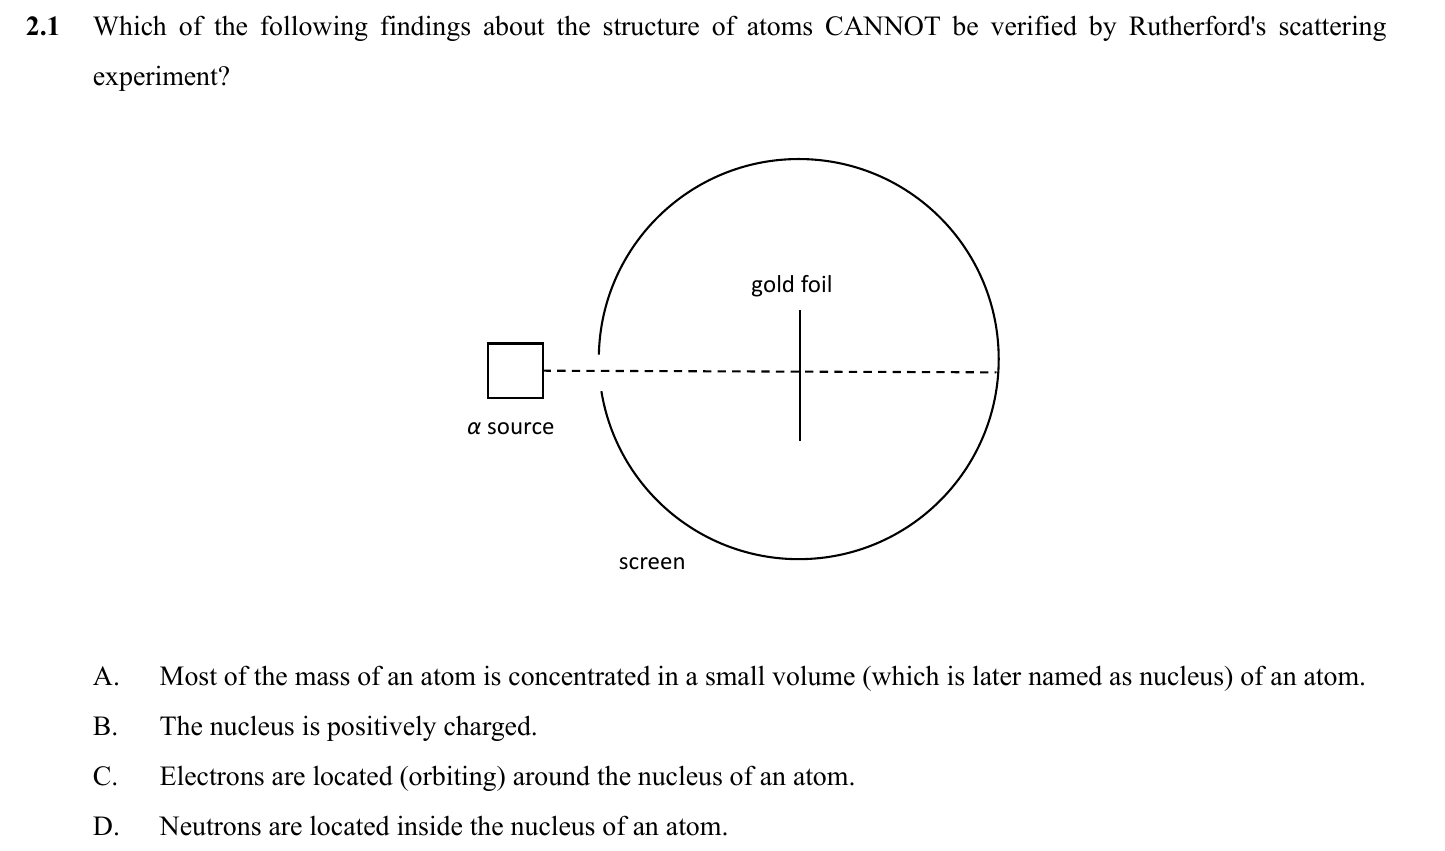 2.1 Which of the following findings about the structure of atoms CANNOT be verified by Rutherford's scattering
experiment?
gold foil
α source
screen
A. Most of the mass of an atom is concentrated in a small volume (which is later named as nucleus) of an atom.
B. The nucleus is positively charged.
C. Electrons are located (orbiting) around the nucleus of an atom.
D. Neutrons are located inside the nucleus of an atom.